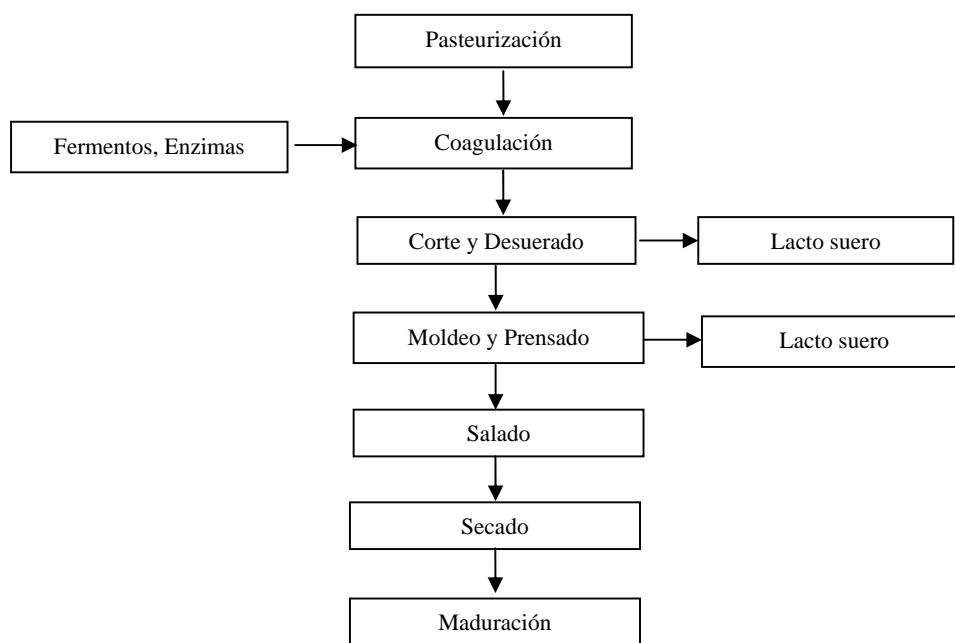 Pasteurización
Fermentos, Enzimas
Coagulación
Corte y Desuerado
Lacto suero
Moldeo y Prensado
Lacto suero
Salado
Secado
Maduración